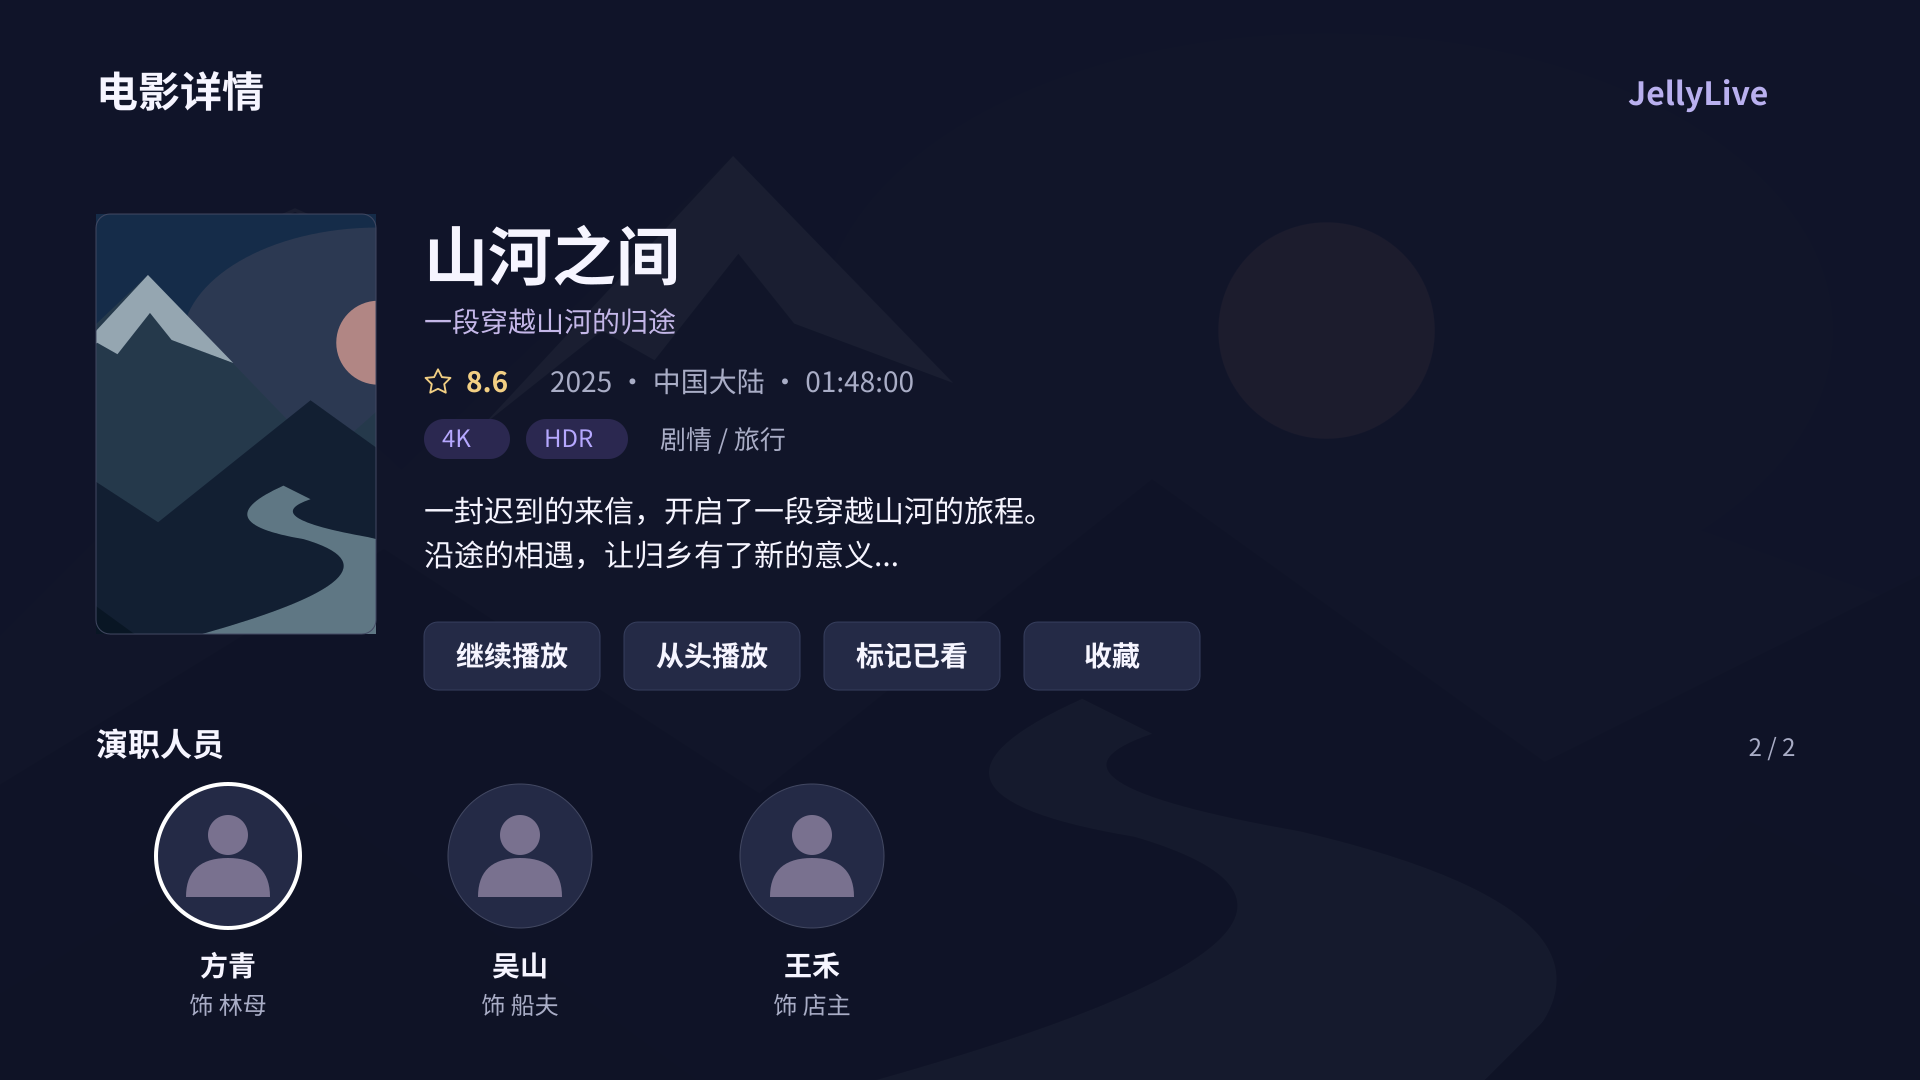 电影详情
JellyLive
山河之间
一段穿越山河的归途
8.6 2025 • 中国大陆 • 01:48:00
4K HDR 剧情 / 旅行
一封迟到的来信，开启了一段穿越山河的旅程。
沿途的相遇，让归乡有了新的意义...
继续播放 从头播放 标记已看 收藏
演职人员
2 / 2
方青 吴山 王禾
饰 林母 饰 船夫 饰 店主